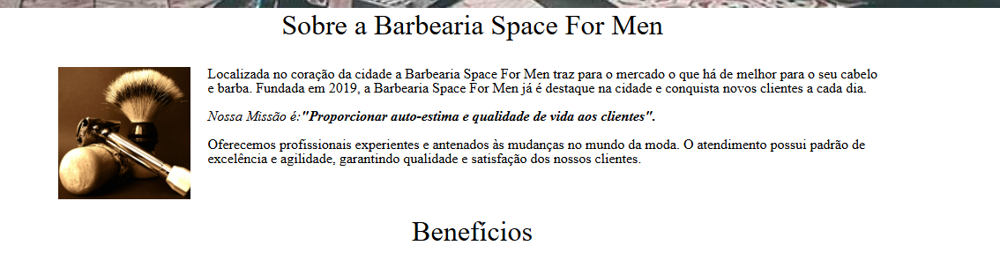 Sobre a Barbearia Space For Men
Localizada no coração da cidade a Barbearia Space For Men traz para o mercado o que há de melhor para o seu cabelo
e barba. Fundada em 2019, a Barbearia Space For Men já é destaque na cidade e conquista novos clientes a cada dia.
Nossa Missão é:"Proporcionar auto-estima e qualidade de vida aos clientes".
Oferecemos profissionais experientes e antenados às mudanças no mundo da moda. O atendimento possui padrão de
excelência e agilidade, garantindo qualidade e satisfação dos nossos clientes.
Benefícios